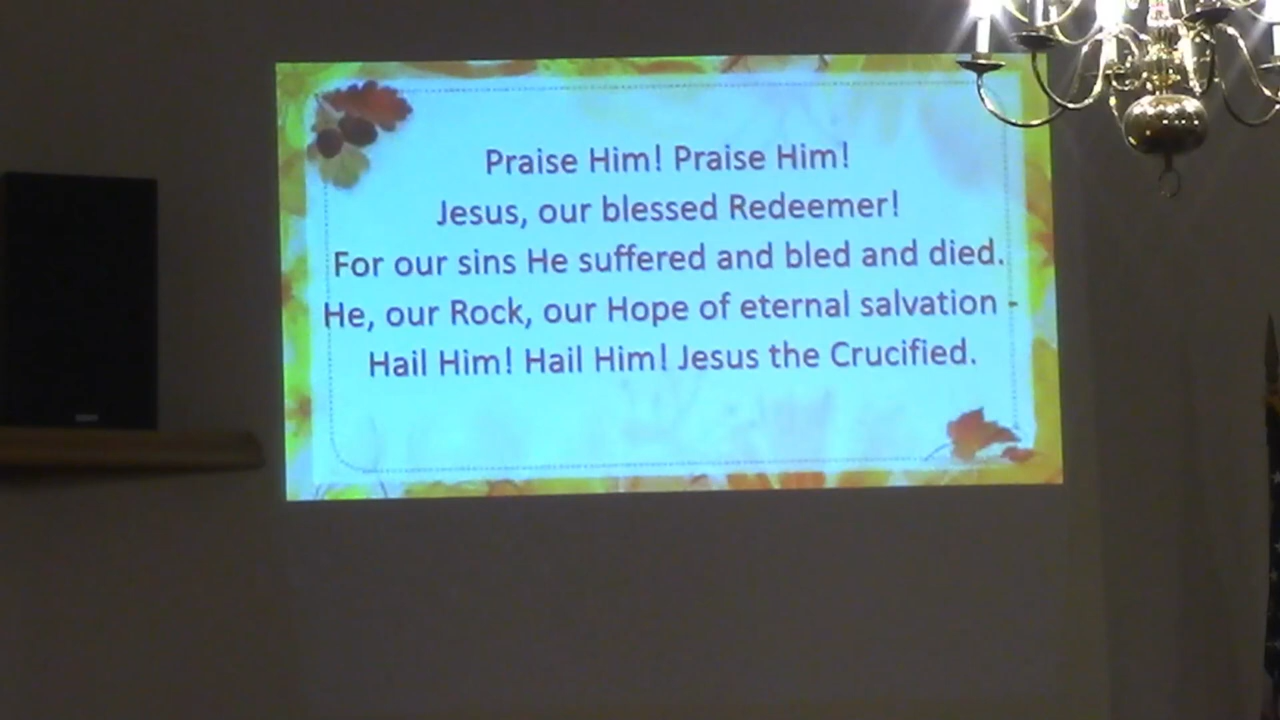 Praise Him! Praise Him!
Jesus, our blessed Redeemer!
For our sins He suffered and bled and died.
He, our Rock, our Hope of eternal salvation -
Hail Him! Hail Him! Jesus the Crucified.